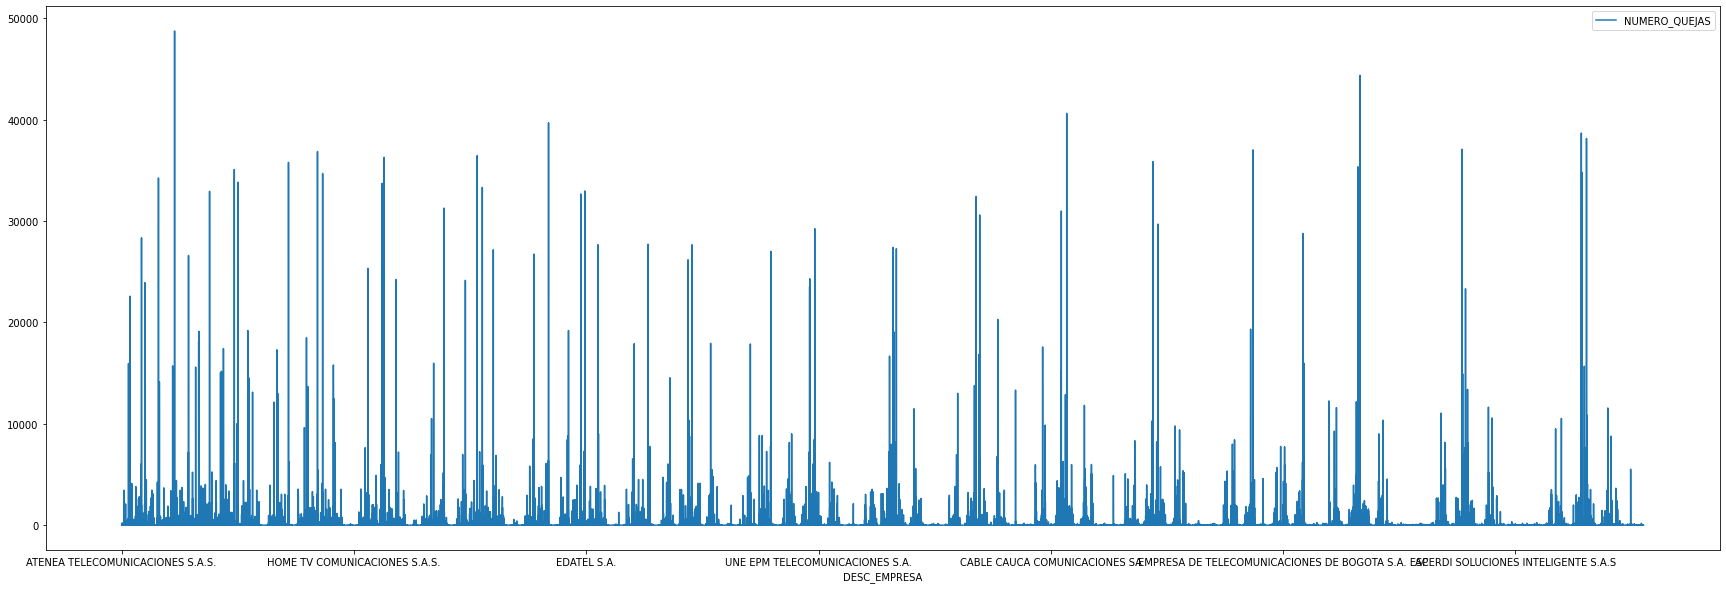 50000
NUMERO_QUEJAS
40000
30000
20000
10000
0
ATENEA TELECOMUNICACIONES S.A.S.
HOME TV COMUNICACIONES S.A.S.
EDATEL S.A.
UNE EPM TELECOMUNICACIONES S.A.
CABLE CAUCA COMUNICACIONES SA
EMPRESA DE TELECOMUNICACIONES DE BOGOTA S.A. ESP.
SOLUCIONES INTELIGENTE S.A.S
DESC_EMPRESA